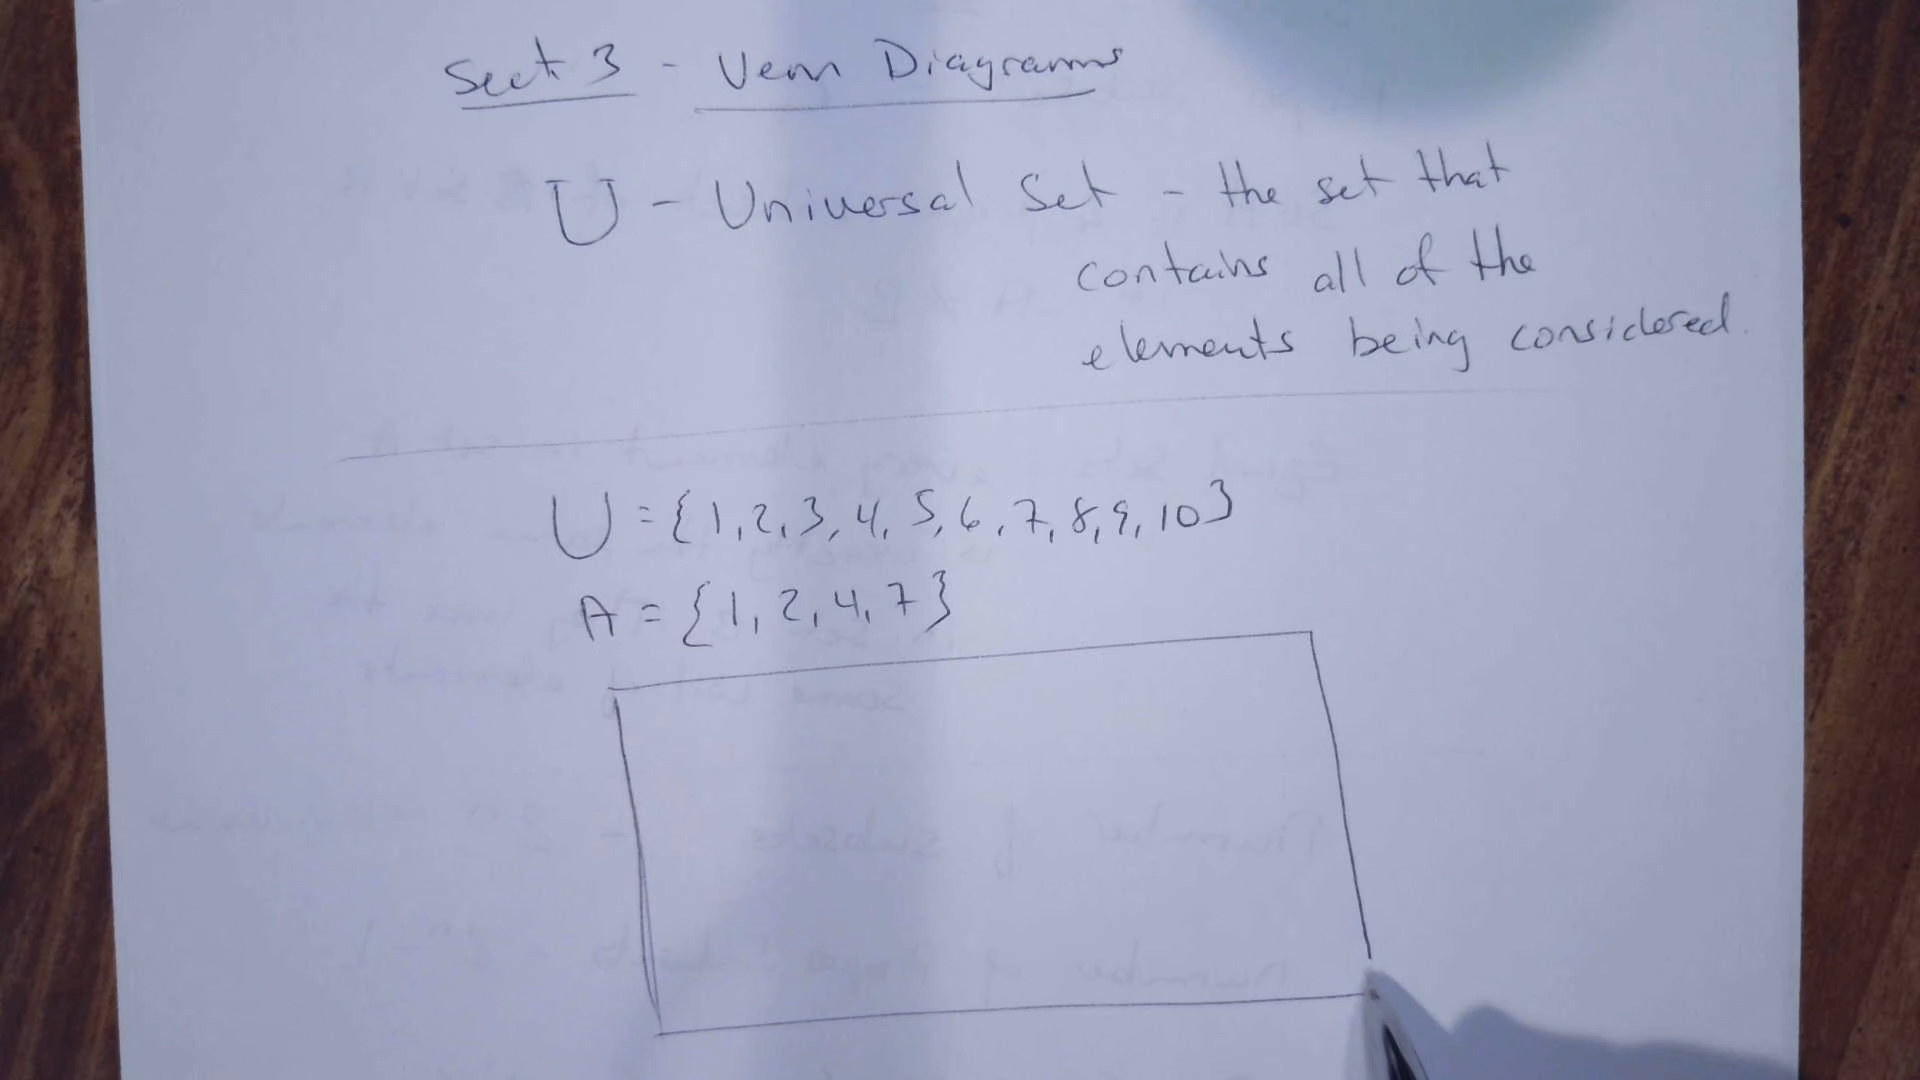 Sect 3 - Venn Diagrams
U - Universal Set - the set that
contains all of the
elements being considered.
U = {1, 2, 3, 4, 5, 6, 7, 8, 9, 10}
A = {1, 2, 4, 7}